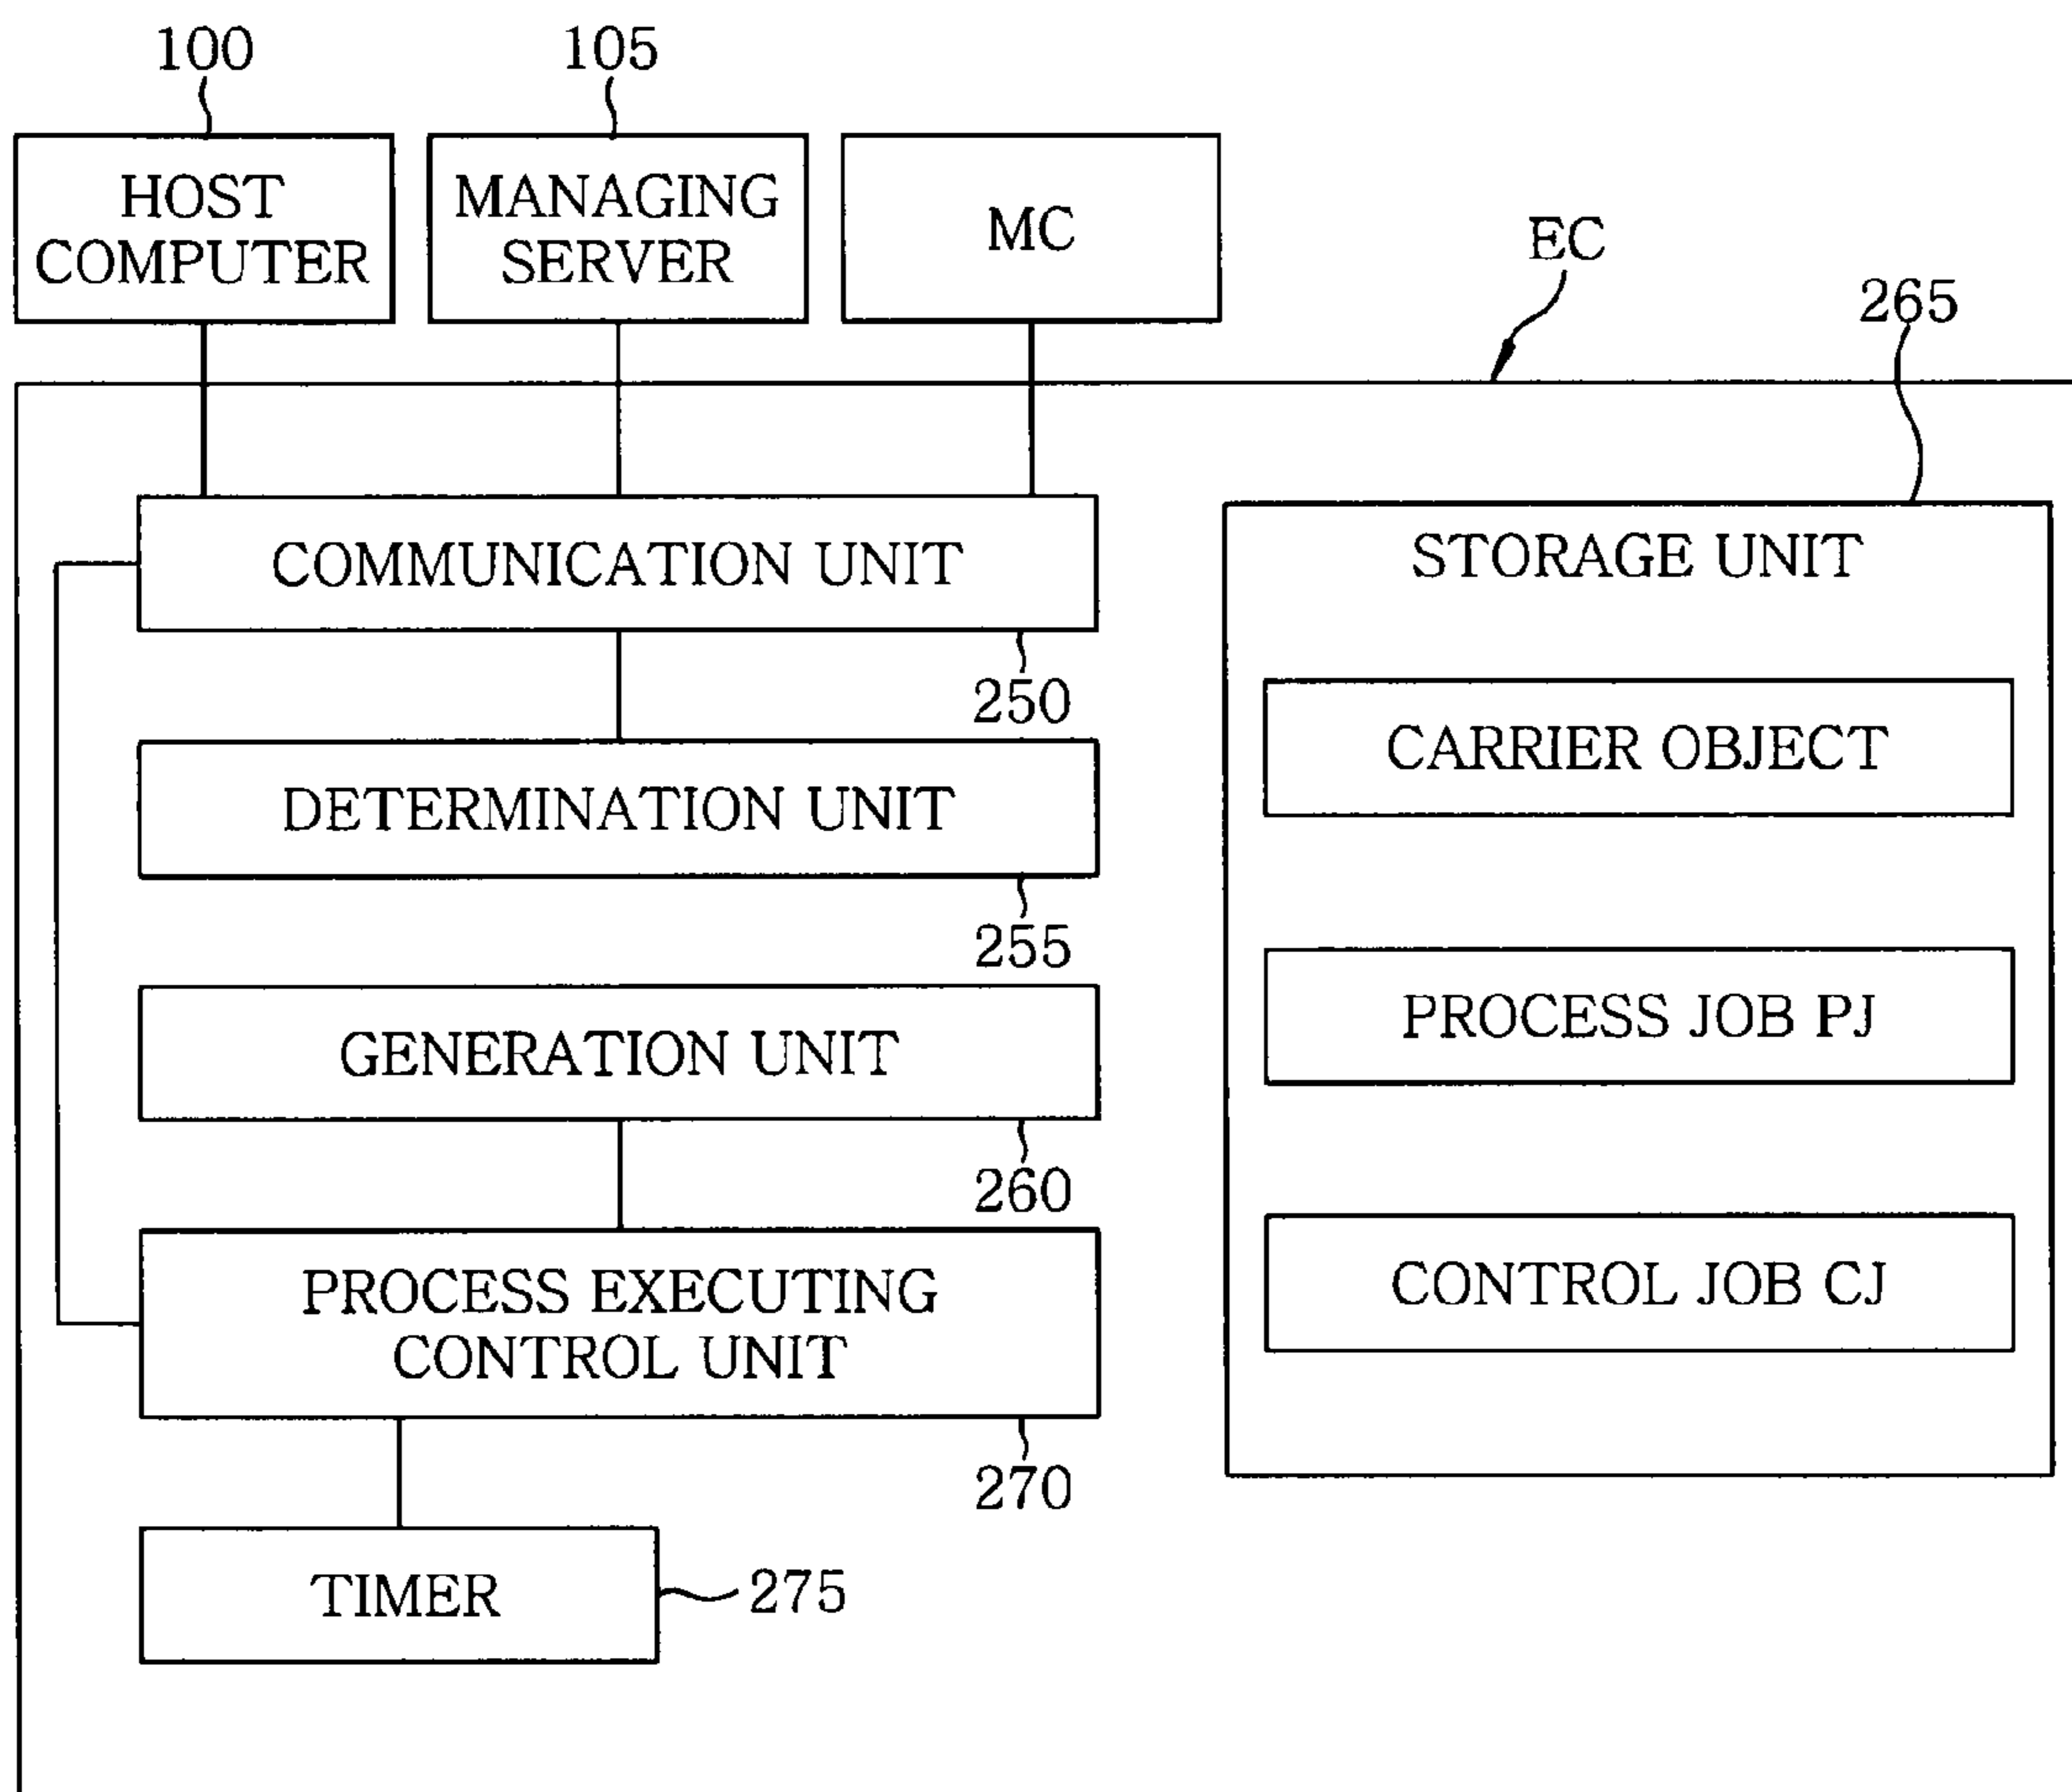 100
105
HOST
COMPUTER
MANAGING
SERVER
MC
EC
265
COMMUNICATION UNIT
250
DETERMINATION UNIT
255
GENERATION UNIT
260
PROCESS EXECUTING
CONTROL UNIT
270
TIMER
275
STORAGE UNIT
CARRIER OBJECT
PROCESS JOB PJ
CONTROL JOB CJ